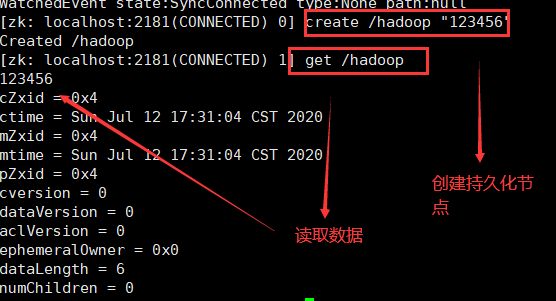 WatchedEvent state:SyncConnected type:None path:null
[zk: localhost:2181(CONNECTED) 0] create /hadoop "123456"
Created /hadoop
[zk: localhost:2181(CONNECTED) 1] get /hadoop
123456
cZxid = 0x4
ctime = Sun Jul 12 17:31:04 CST 2020
mZxid = 0x4
mtime = Sun Jul 12 17:31:04 CST 2020
pZxid = 0x4
cversion = 0
dataVersion = 0
aclVersion = 0
ephemeralOwner = 0x0
dataLength = 6
numChildren = 0
创建持久化节
点
读取数据